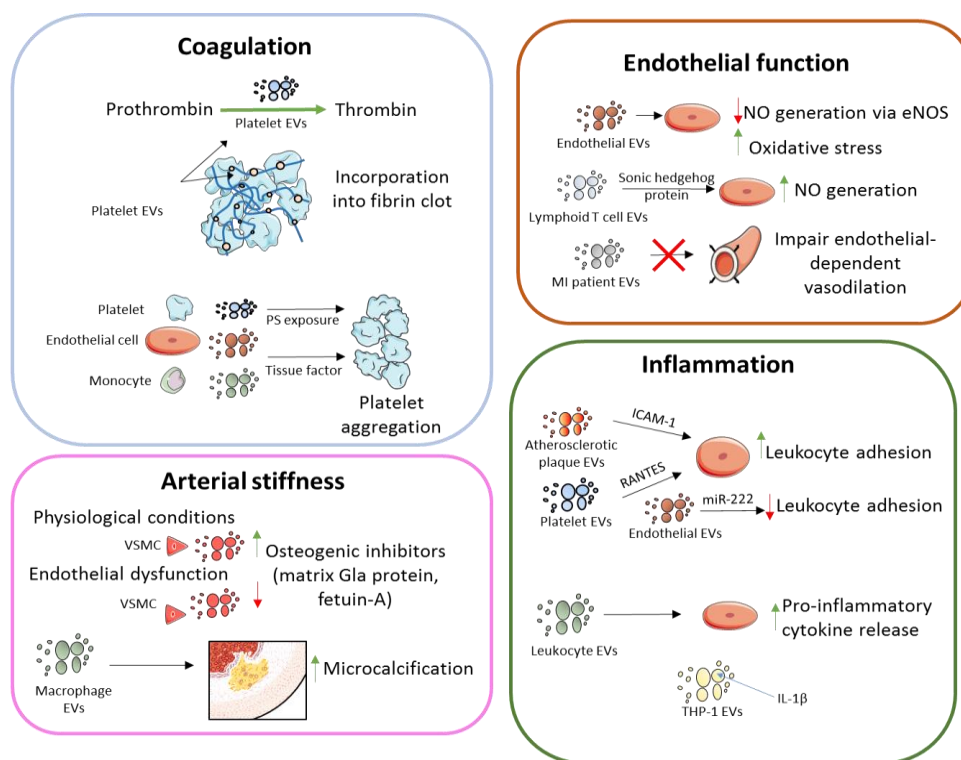 Coagulation
Prothrombin
Thrombin
Platelet EVs
Platelet EVs
Incorporation
into fibrin clot
Platelet
PS exposure
Endothelial cell
Monocyte
Tissue factor
Platelet
aggregation
Endothelial function
Endothelial EVs
NO generation via eNOS
Oxidative stress
Lymphoid T cell EVs
Sonic hedgehog
protein
NO generation
MI patient EVs
Impair endothelial-
dependent
vasodilation
Arterial stiffness
Physiological conditions
VSMC
Endothelial dysfunction
VSMC
Osteogenic inhibitors
(matrix Gla protein,
fetuin-A)
Macrophage
EVs
Microcalcification
Inflammation
Atherosclerotic
plaque EVs
ICAM-1
Leukocyte adhesion
Platelet EVs
RANTES
Endothelial EVs
miR-222
Leukocyte adhesion
Leukocyte EVs
Pro-inflammatory
cytokine release
THP-1 EVs
IL-1β